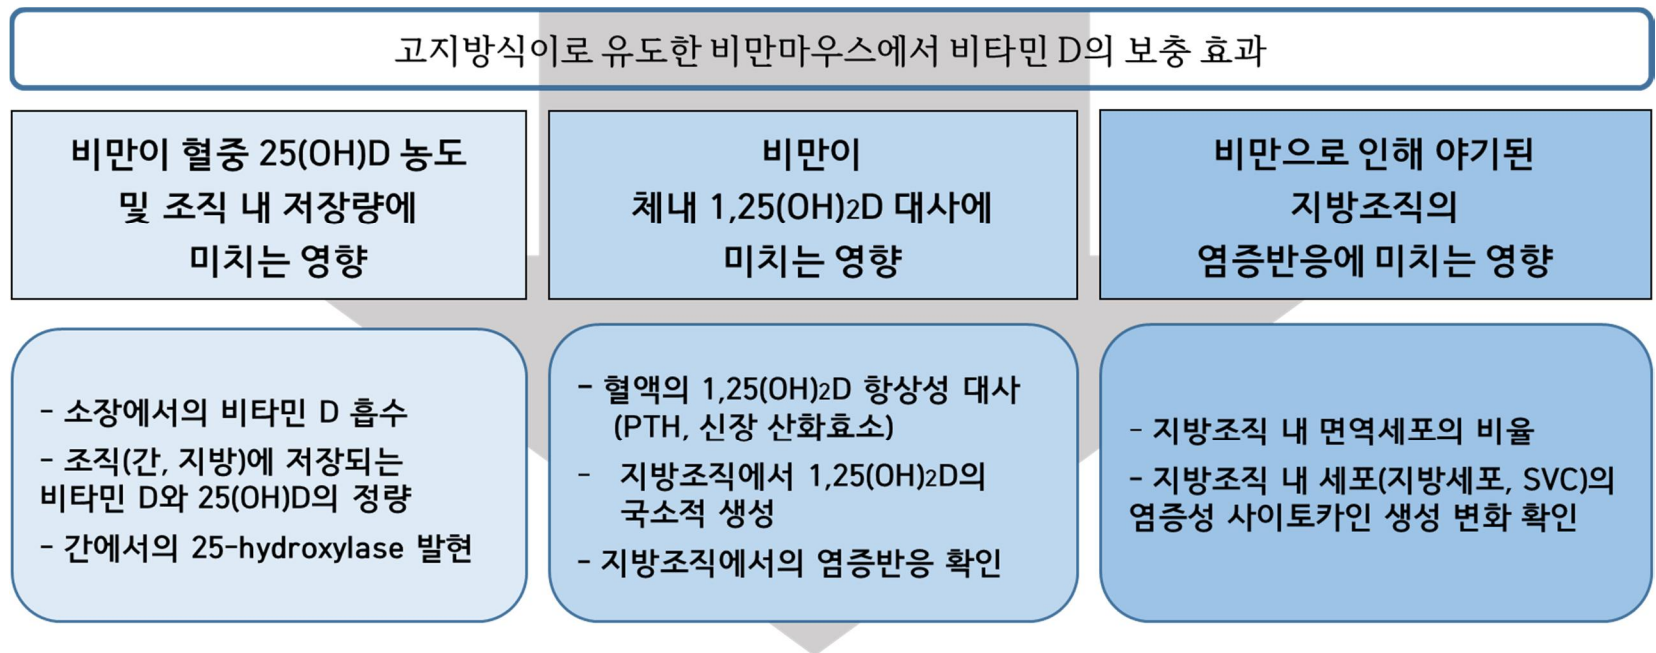 고지방식이로 유도한 비만마우스에서 비타민 D의 보충 효과
비만이 혈중 25(OH)D 농도
및 조직 내 저장량에
미치는 영향
비만이
체내 1,25(OH)2D 대사에
미치는 영향
비만으로 인해 야기된
지방조직의
염증반응에 미치는 영향
- 소장에서의 비타민 D 흡수
- 조직(간, 지방)에 저장되는
비타민 D와 25(OH)D의 정량
- 간에서의 25-hydroxylase 발현
- 혈액의 1,25(OH)2D 항상성 대사
(PTH, 신장 산화효소)
- 지방조직에서 1,25(OH)2D의
국소적 생성
- 지방조직에서의 염증반응 확인
- 지방조직 내 면역세포의 비율
- 지방조직 내 세포(지방세포, SVC)의
염증성 사이토카인 생성 변화 확인